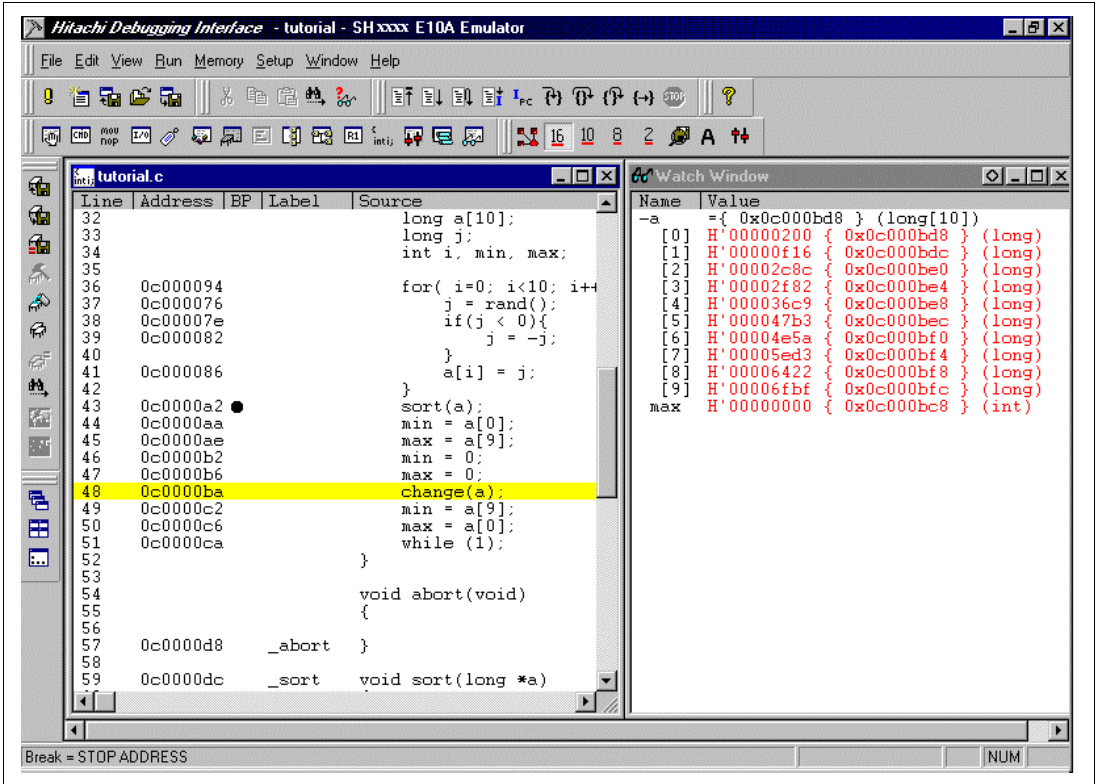 Hitachi Debugging Interface - tutorial - SH xxxx E10A Emulator
File Edit View Run Memory Setup Window Help
16 10 8 2 A
tutorial.c
Line Address BP Label Source
32 long a[10];
33 long j;
34 int i, min, max;
35
36 0c000094 for( i=0; i<10; i++
37 0c000076 j = rand();
38 0c00007e if(j < 0){
39 0c000082 j = -j;
40 }
41 0c000086 a[i] = j;
42 }
43 0c0000a2 ● sort(a);
44 0c0000aa min = a[0];
45 0c0000ae max = a[9];
46 0c0000b2 min = 0;
47 0c0000b6 max = 0;
48 0c0000ba change(a);
49 0c0000c2 min = a[9];
50 0c0000c6 max = a[0];
51 0c0000ca while (1);
52 }
53
54 void abort(void)
55 {
56
57 0c0000d8 _abort }
58
59 0c0000dc _sort void sort(long *a)
Watch Window
Name Value
-a ={ 0x0c000bd8 } (long[10])
[0] H'00000200 { 0x0c000bd8 } (long)
[1] H'00000f16 { 0x0c000bdc } (long)
[2] H'00002c8c { 0x0c000be0 } (long)
[3] H'00002f82 { 0x0c000be4 } (long)
[4] H'000036c9 { 0x0c000be8 } (long)
[5] H'000047b3 { 0x0c000bec } (long)
[6] H'00004e5a { 0x0c000bf0 } (long)
[7] H'00005ed3 { 0x0c000bf4 } (long)
[8] H'00006422 { 0x0c000bf8 } (long)
[9] H'00006fbf { 0x0c000bfc } (long)
max H'00000000 { 0x0c000bc8 } (int)
Break = STOP ADDRESS
NUM